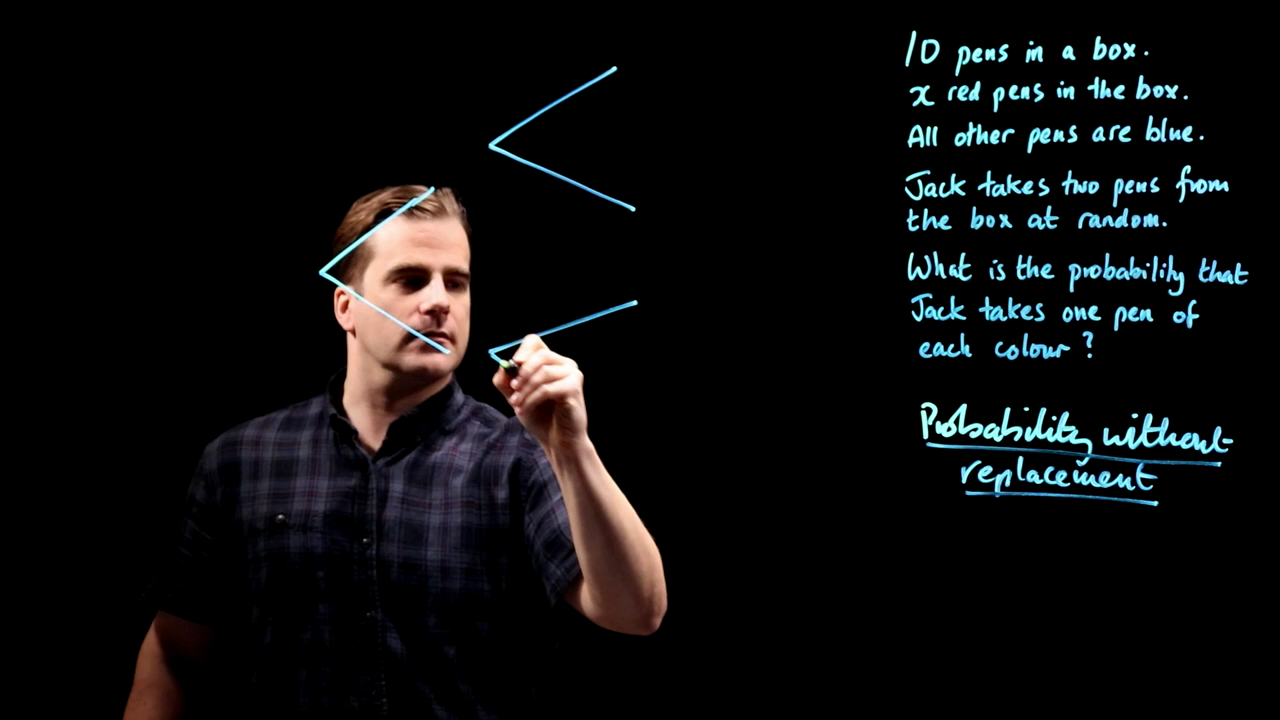 10 pens in a box.
x red pens in the box.
All other pens are blue.
Jack takes two pens from
the box at random.
What is the probability that
Jack takes one pen of
each colour?
Probability without
replacement